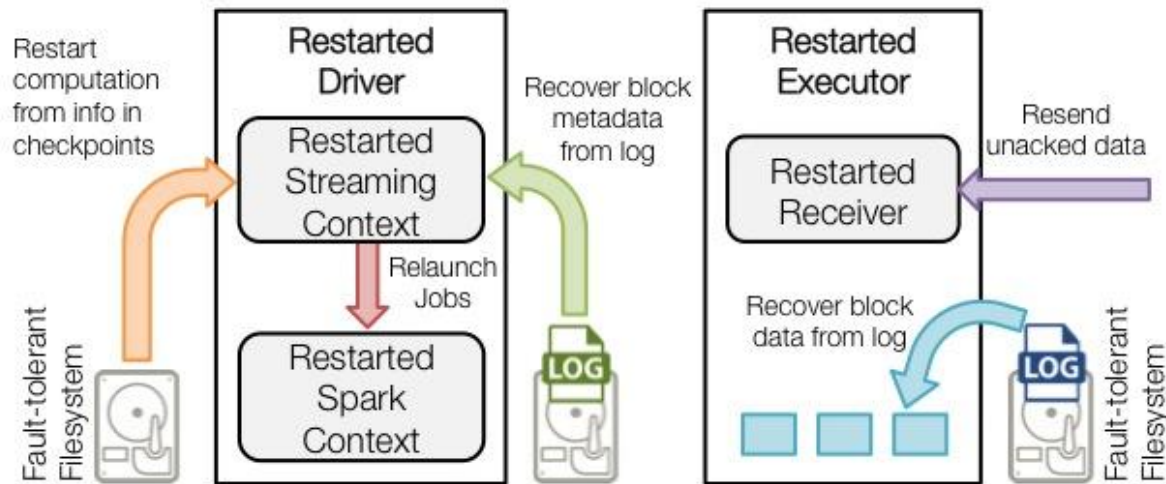 Restart
computation
from info in
checkpoints
Fault-tolerant
Filesystem
Restarted
Driver
Restarted
Streaming
Context
Relaunch
Jobs
Restarted
Spark
Context
Recover block
metadata
from log
LOG
Restarted
Executor
Restarted
Receiver
Resend
unacked data
Recover block
data from log
LOG
Fault-tolerant
Filesystem